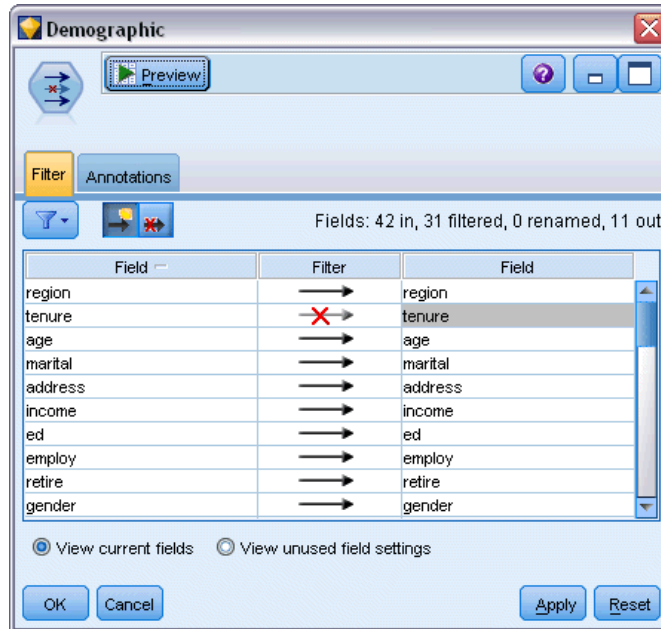 Demographic
Preview
Filter Annotations
Fields: 42 in, 31 filtered, 0 renamed, 11 out
Field Filter Field
region region
tenure tenure
age age
marital marital
address address
income income
ed ed
employ employ
retire retire
gender gender
View current fields View unused field settings
OK Cancel Apply Reset